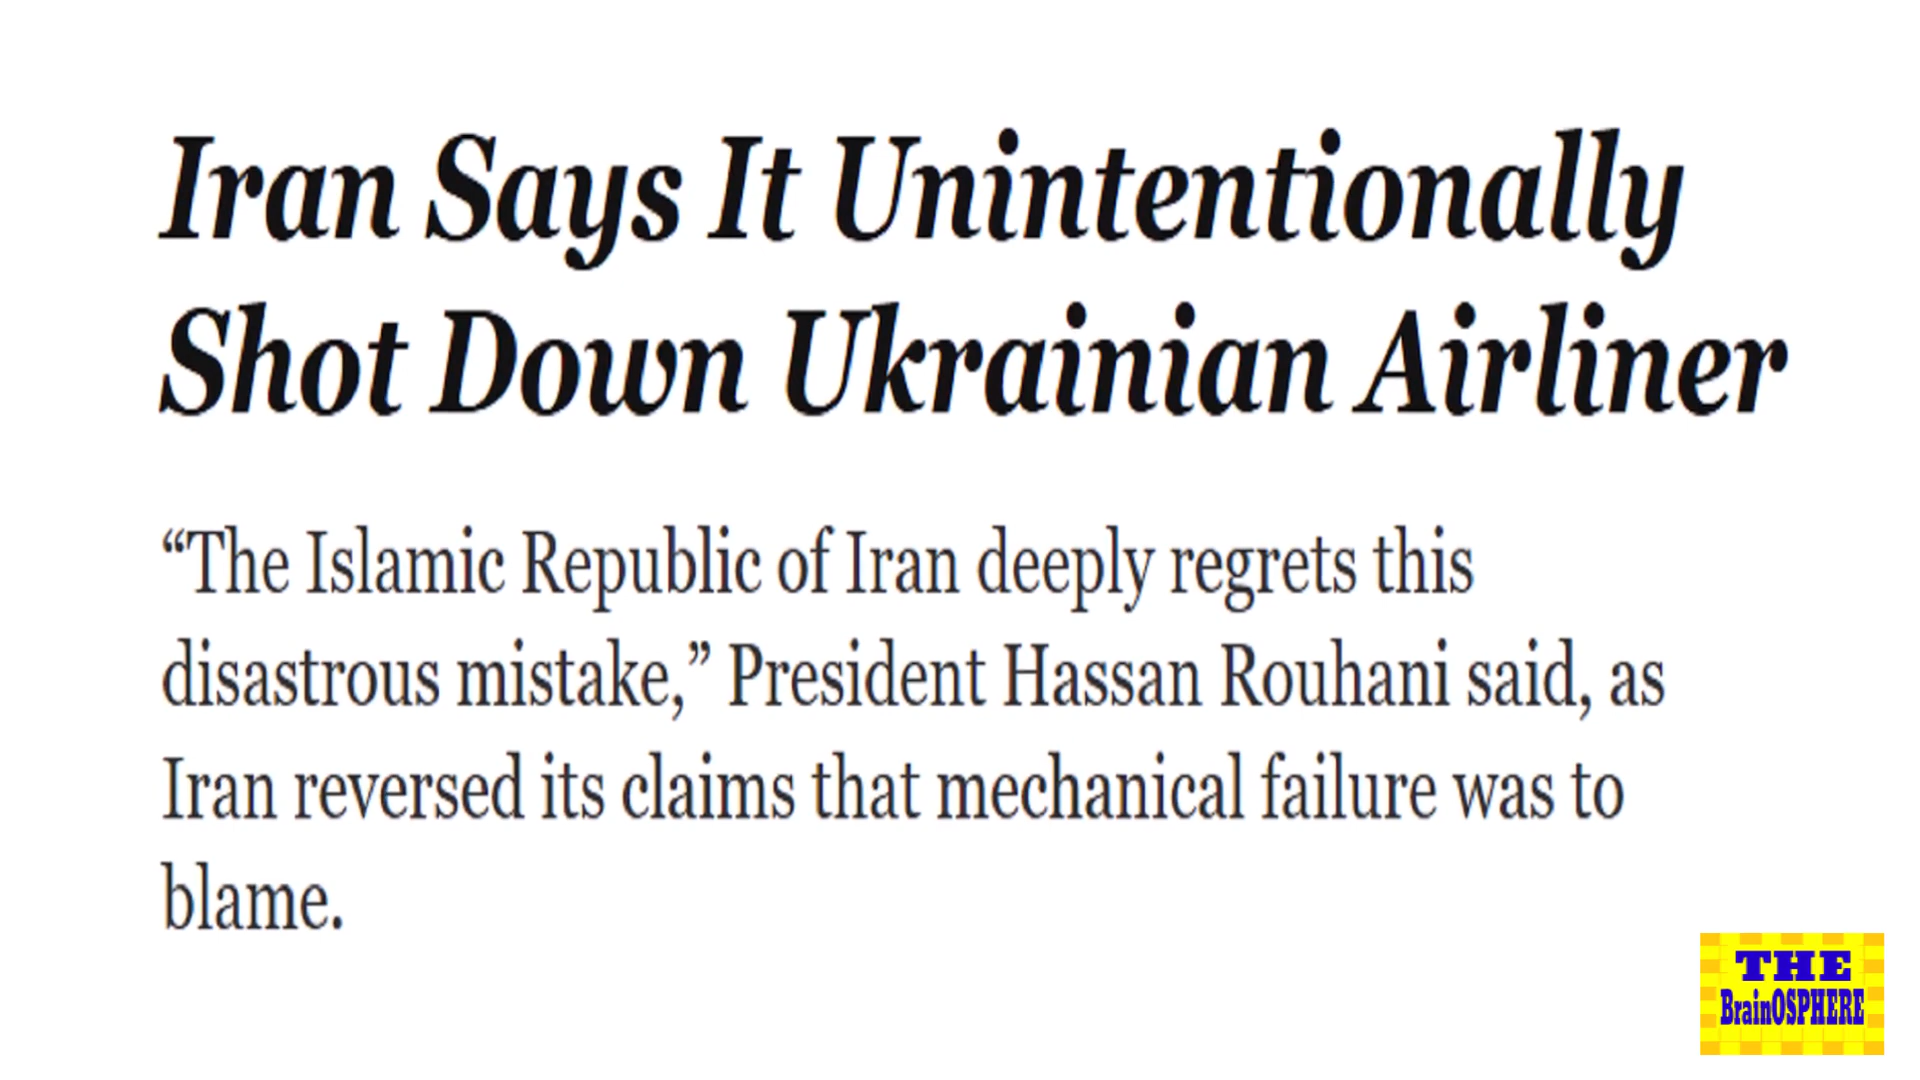 Iran Says It Unintentionally
Shot Down Ukrainian Airliner
“The Islamic Republic of Iran deeply regrets this
disastrous mistake,” President Hassan Rouhani said, as
Iran reversed its claims that mechanical failure was to
blame.
THE
BrainOSPHERE